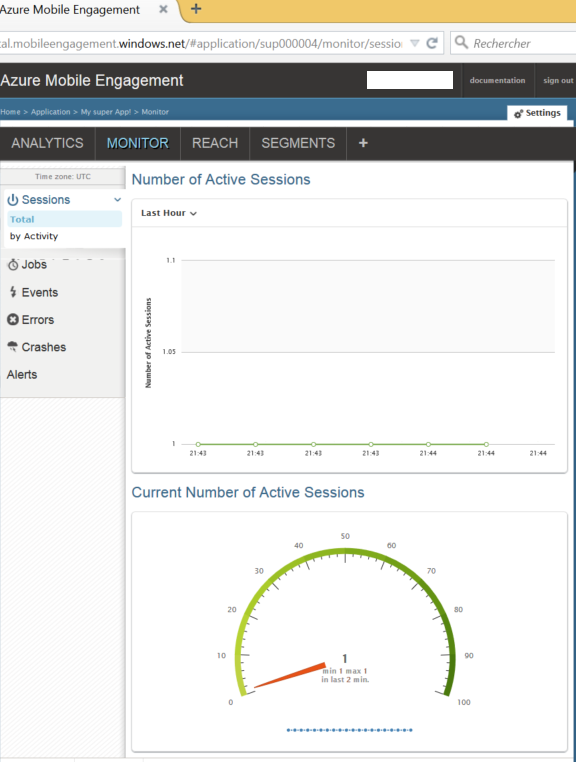 Azure Mobile Engagement
tal.mobileengagement.windows.net/#application/sup000004/monitor/session
Rechercher
Azure Mobile Engagement
documentation
sign out
Home > Application > My super App! > Monitor
Settings
ANALYTICS
MONITOR
REACH
SEGMENTS
+
Time zone: UTC
Sessions
Total
by Activity
Jobs
Events
Errors
Crashes
Alerts
Number of Active Sessions
Last Hour
Number of Active Sessions
1.1
1.05
1
21:43
21:43
21:43
21:43
21:44
21:44
21:44
Current Number of Active Sessions
0
10
20
30
40
50
60
70
80
90
100
1
min 1 max 1
in last 2 min.